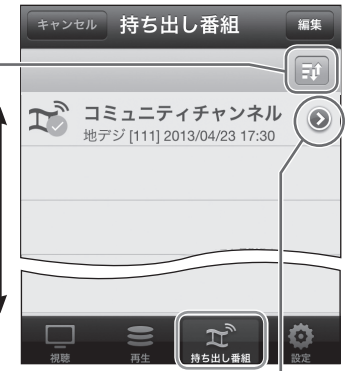 キャンセル 持ち出し番組 編集
コミュニティチャンネル
地デジ [111] 2013/04/23 17:30
視聴 再生 持ち出し番組 設定